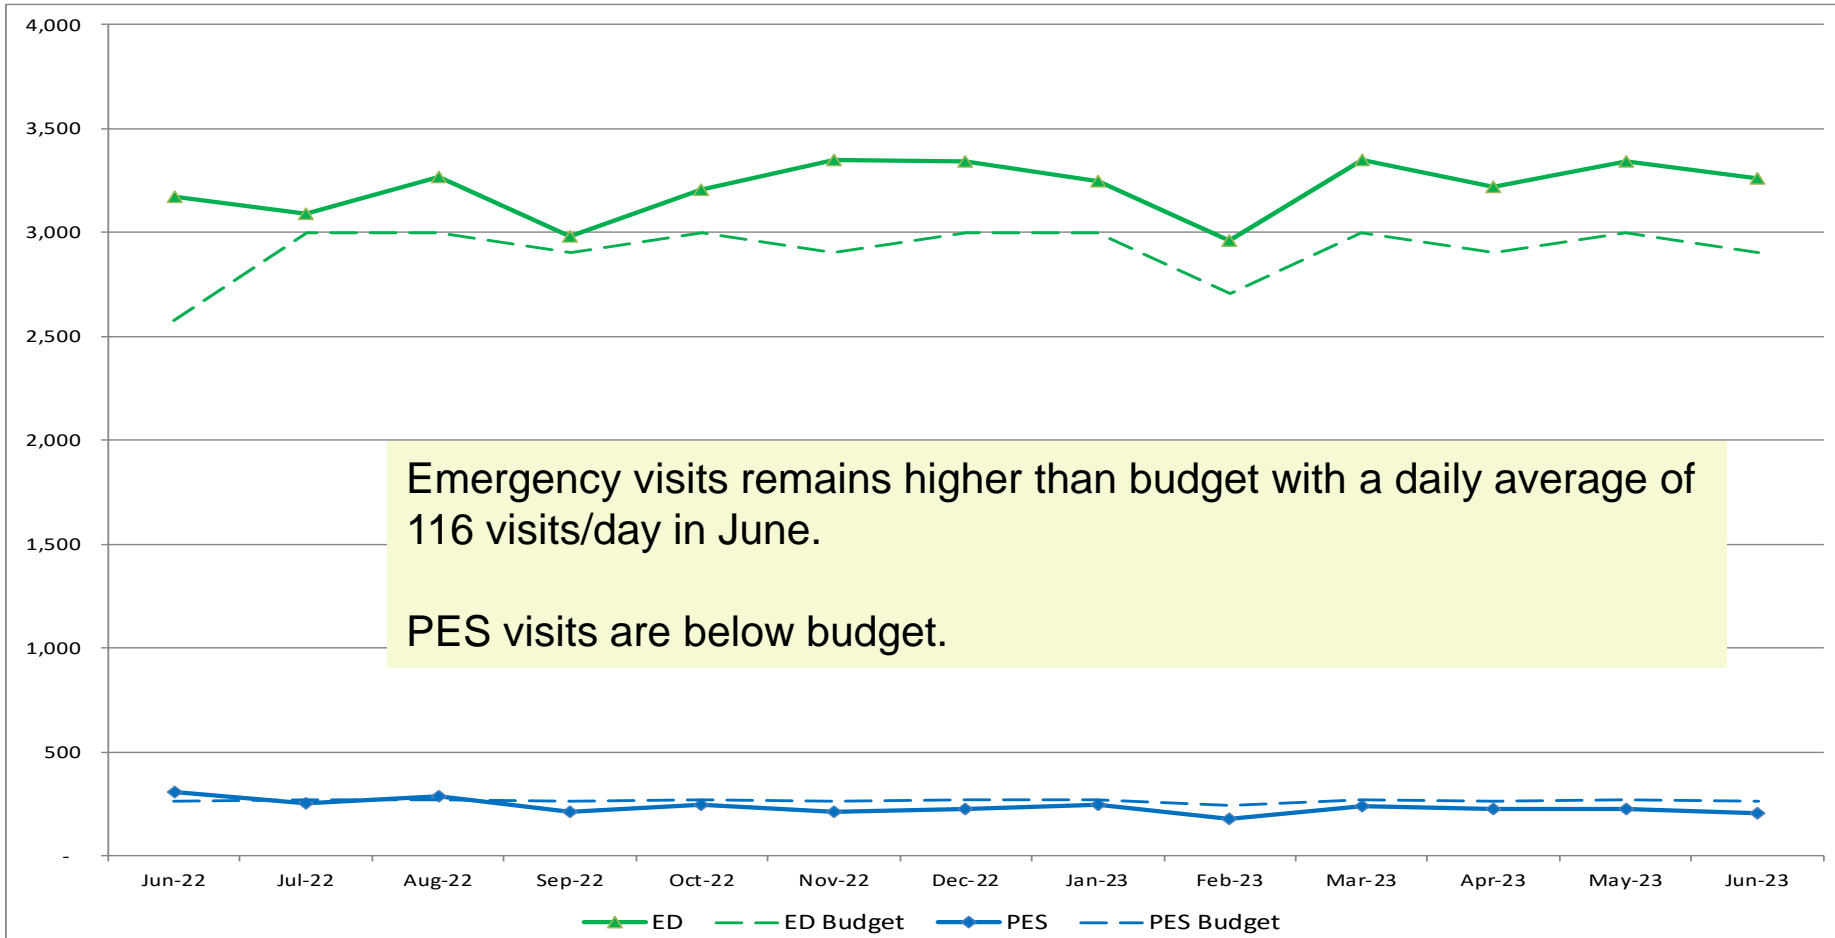 4,000
3,500
3,000
2,500
2,000
1,500
1,000
500
-
Emergency visits remains higher than budget with a daily average of
116 visits/day in June.
PES visits are below budget.
Jun-22 Jul-22 Aug-22 Sep-22 Oct-22 Nov-22 Dec-22 Jan-23 Feb-23 Mar-23 Apr-23 May-23 Jun-23
ED ED Budget PES PES Budget